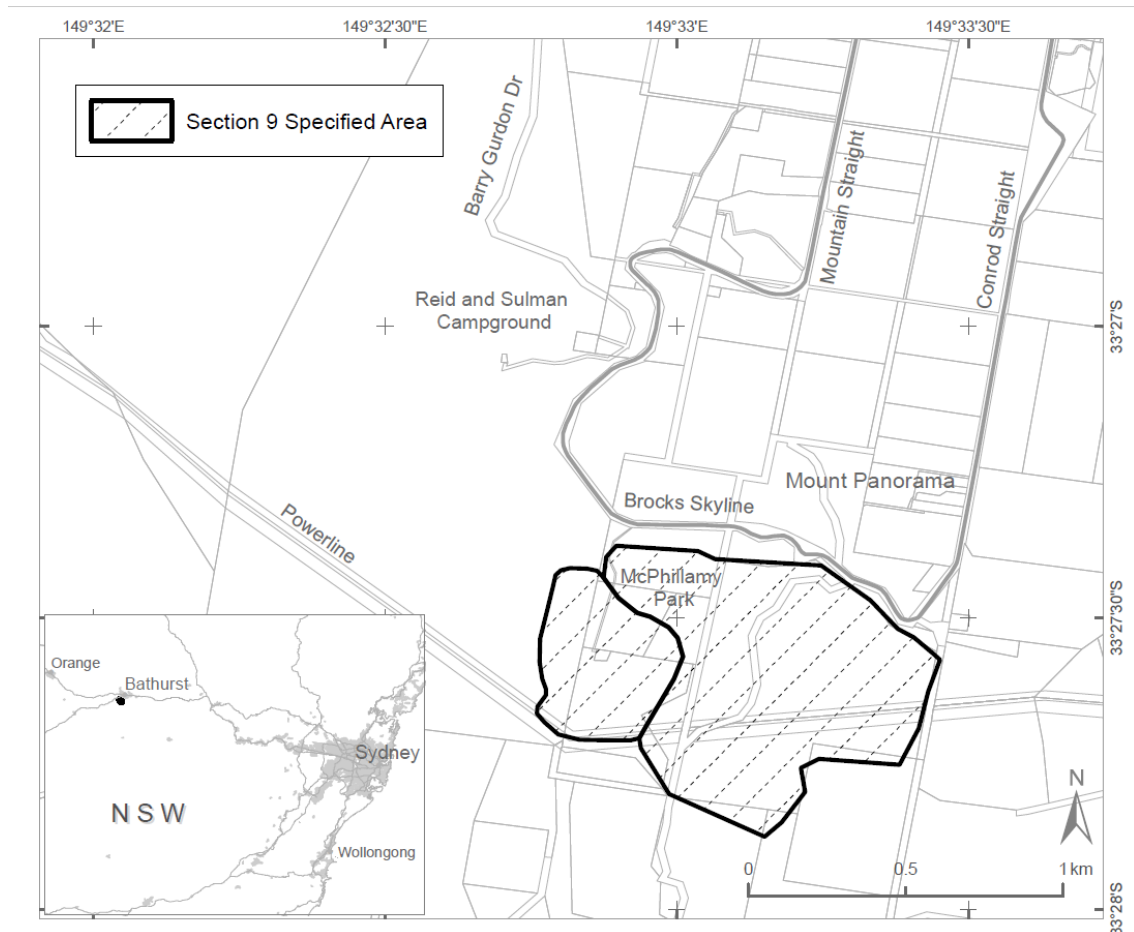 149°32'E
149°32'30"E
149°33'E
149°33'30"E
Section 9 Specified Area
Barry Gurdon Dr
Mountain Straight
Conrod Straight
Reid and Sulman
Campground
33°27'S
Mount Panorama
Brocks Skyline
Powerline
McPhillamy
Park
33°27'30"S
Orange
Bathurst
Sydney
NSW
Wollongong
N
0
0.5
1 km
33°28'S